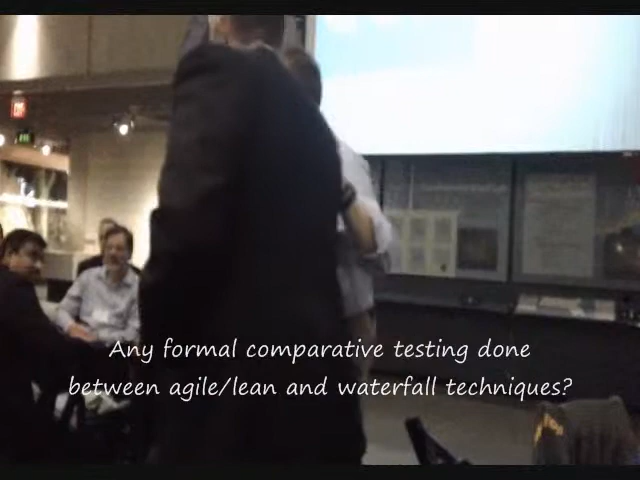 Any formal comparative testing done
between agile/lean and waterfall techniques?